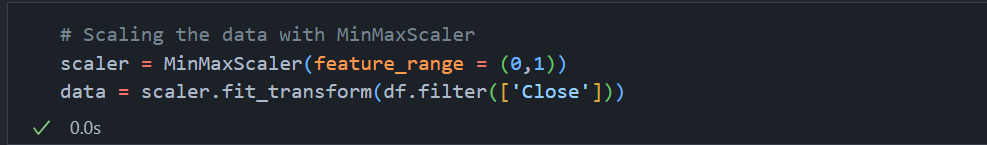 # Scaling the data with MinMaxScaler
scaler = MinMaxScaler(feature_range = (0,1))
data = scaler.fit_transform(df.filter(['Close']))
0.0s